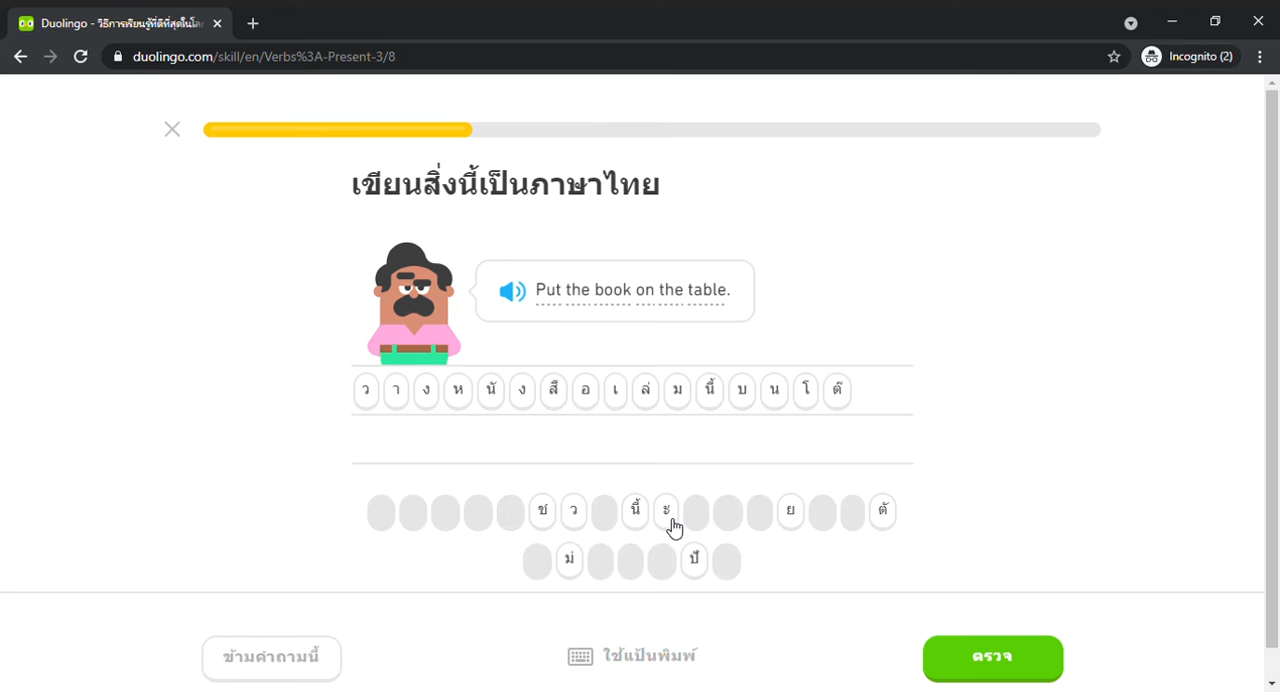 Duolingo - วิธีการเรียนรู้ที่ดีที่สุดในโล
duolingo.com/skill/en/Verbs%3A-Present-3/8
Incognito (2)
เขียนสิ่งนี้เป็นภาษาไทย
Put the book on the table.
ว า ง ห นั ง สื อ เ ล่ ม นี้ บ น โ ต๊
ช่ ว นี้ ะ ย ตั
ม่ ป้
ข้ามคำถามนี้
ใช้แป้นพิมพ์
ตรวจ